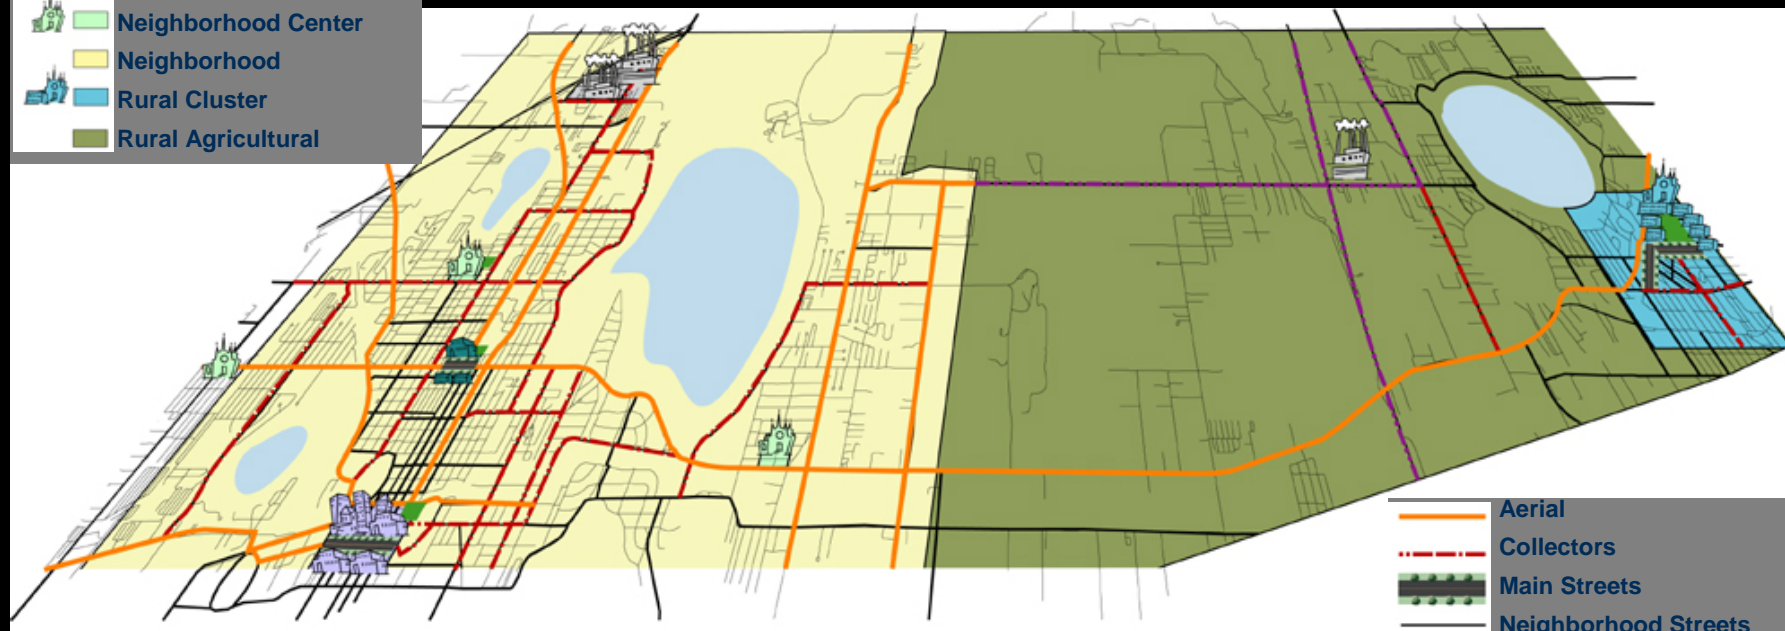 Neighborhood Center
Neighborhood
Rural Cluster
Rural Agricultural
Aerial
Collectors
Main Streets
Neighborhood Streets